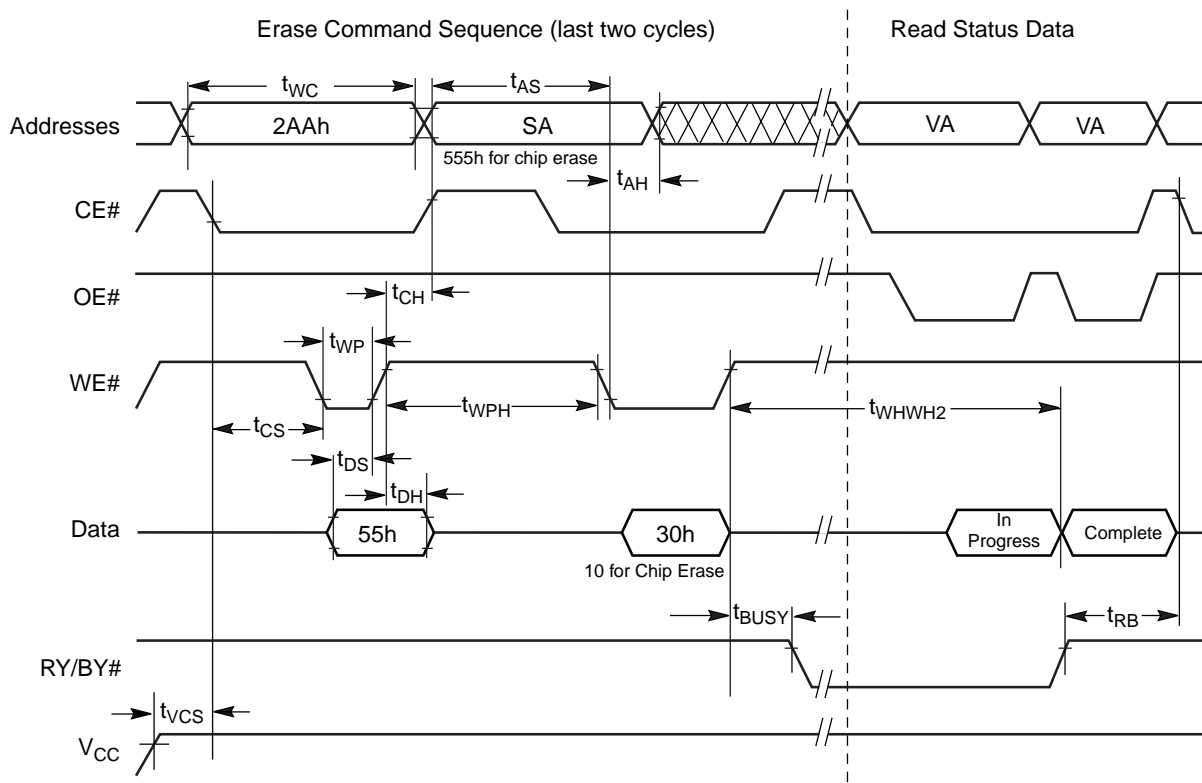 Erase Command Sequence (last two cycles)
Read Status Data
tWC
tAS
Addresses
2AAh
SA
VA
VA
555h for chip erase
tAH
CE#
OE#
tCH
tWP
WE#
tWPH
tWHWH2
tCS
tDS
tDH
Data
55h
30h
In
Progress
Complete
10 for Chip Erase
tBUSY
tRB
RY/BY#
tVCS
VCC